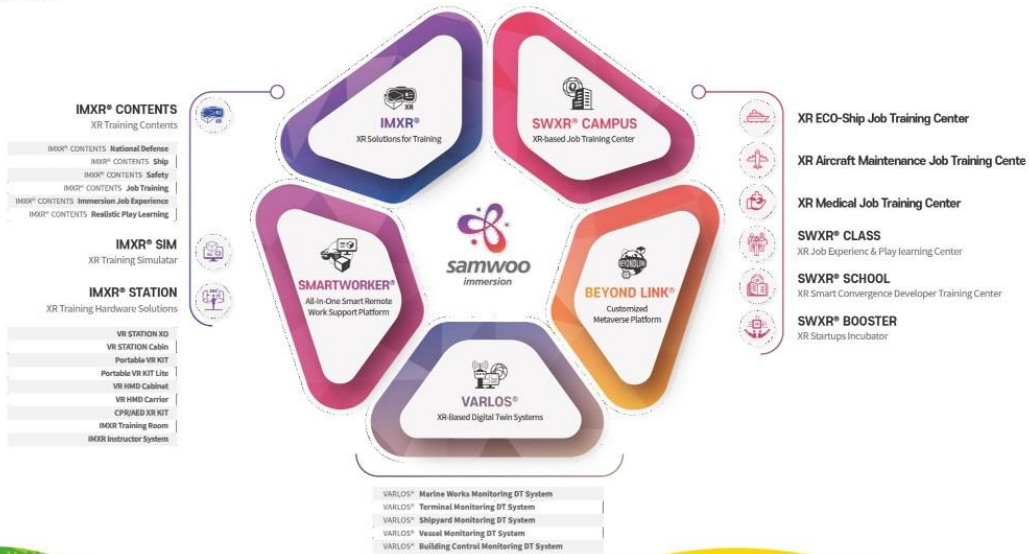 IMXR®
XR Solutions for Training
SWXR® CAMPUS
XR-based Job Training Center
SMARTWORKER®
All-In-One Smart Remote
Work Support Platform
samwoo
immersion
BEYOND LINK
BEYOND LINK®
Customized
Metaverse Platform
VARLOS®
XR-Based Digital Twin Systems
IMXR® CONTENTS
XR Training Contents
IMXR® CONTENTS National Defense
IMXR® CONTENTS Ship
IMXR® CONTENTS Safety
IMXR® CONTENTS Job Training
IMXR® CONTENTS Immersion Job Experience
IMXR® CONTENTS Realistic Play Learning
IMXR® SIM
XR Training Simulatar
IMXR® STATION
XR Training Hardware Solutions
VR STATION XO
VR STATION Cabin
Portable VR KIT
Portable VR KIT Lite
VR HMD Cabinet
VR HMD Carrier
CPR/AED XR KIT
IMXR Training Room
IMXR Instructor System
XR ECO-Ship Job Training Center
XR Aircraft Maintenance Job Training Cente
XR Medical Job Training Center
SWXR® CLASS
XR Job Experienc & Play learning Center
SWXR® SCHOOL
XR Smart Convergence Developer Training Center
SWXR® BOOSTER
XR Startups Incubator
VARLOS® Marine Works Monitoring DT System
VARLOS® Terminal Monitoring DT System
VARLOS® Shipyard Monitoring DT System
VARLOS® Vessel Monitoring DT System
VARLOS® Building Control Monitoring DT System